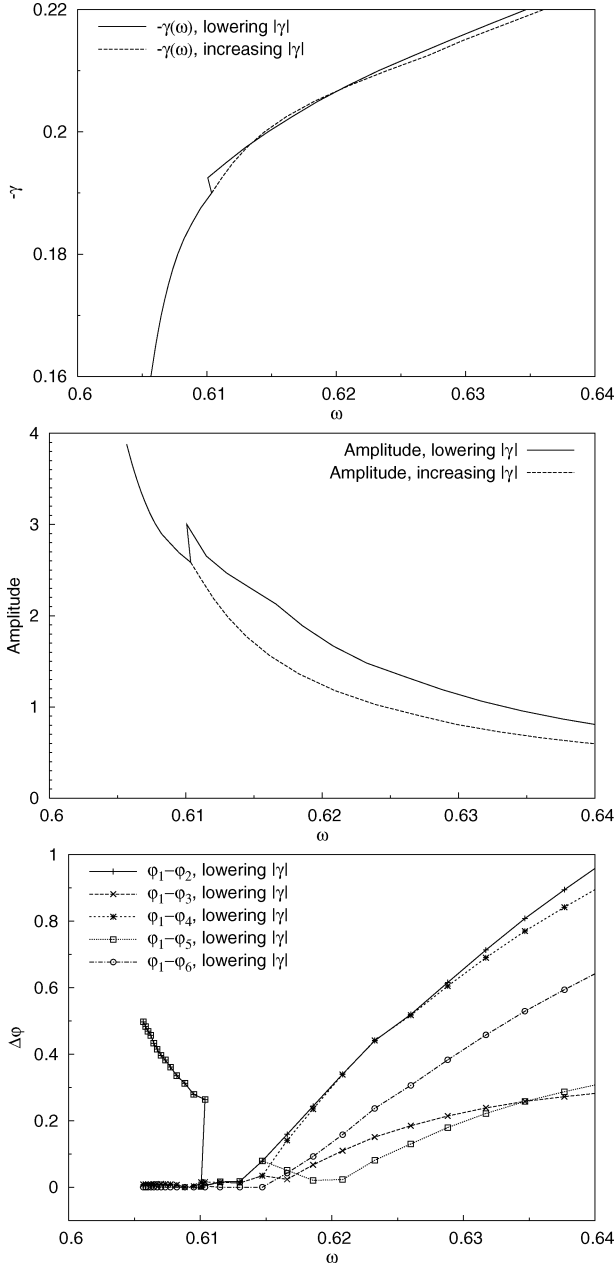 0.22
-γ(ω), lowering |γ|
-γ(ω), increasing |γ|
0.2
-γ
0.18
0.16
0.6 0.61 0.62 0.63 0.64
ω
4
Amplitude, lowering |γ|
Amplitude, increasing |γ|
3
Amplitude
2
1
0
0.6 0.61 0.62 0.63 0.64
ω
1
φ1−φ2, lowering |γ|
φ1−φ3, lowering |γ|
0.8
φ1−φ4, lowering |γ|
φ1−φ5, lowering |γ|
φ1−φ6, lowering |γ|
0.6
Δφ
0.4
0.2
0
0.6 0.61 0.62 0.63 0.64
ω